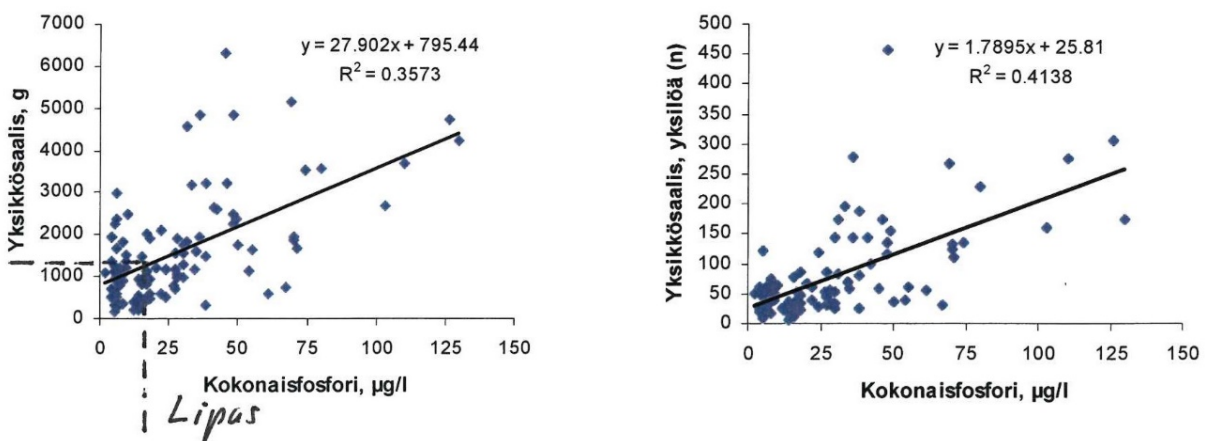 7000
6000
5000
4000
3000
2000
1000
0
Yksikkösaalis, g
y = 27.902x + 795.44
R² = 0.3573
0 25 50 75 100 125 150
Kokonaisfosfori, µg/l
Lipas
500
450
400
350
300
250
200
150
100
50
0
Yksikkösaalis, yksilöä (n)
y = 1.7895x + 25.81
R² = 0.4138
0 25 50 75 100 125 150
Kokonaisfosfori, µg/l